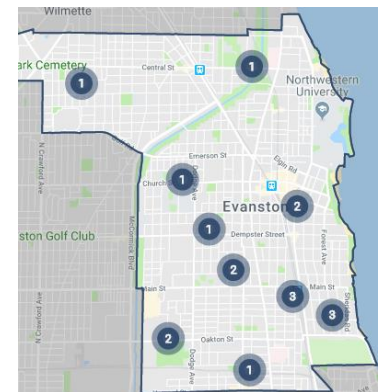 Wilmette
ark Cemetery
Central St
1
1
Northwestern
University
N Crawford Ave
Emerson St
Elgin Rd
1
Church
Evanston
2
1
Dempster Street
ston Golf Club
McCormick Blvd
Forest Ave
2
Main St
Main St
3
3
N Crawford Ave
2
Oakton St
Dodge Ave
1